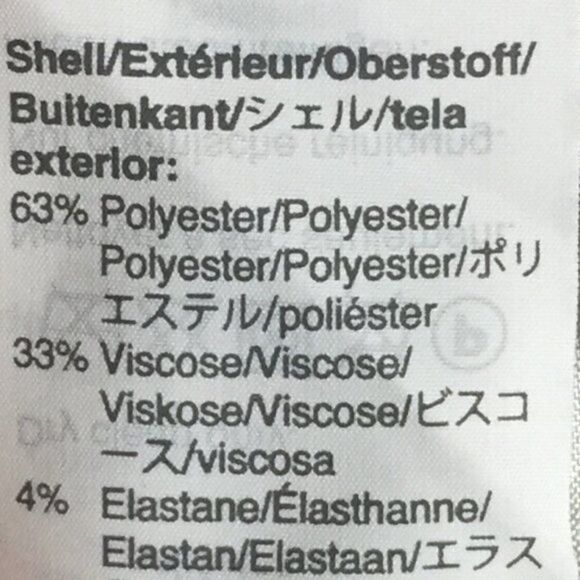 Shell/Extérieur/Oberstoff/
Buitenkant/シェル/tela
exterior:
63% Polyester/Polyester/
Polyester/Polyester/ポリ
エステル/poliéster
33% Viscose/Viscose/
Viskose/Viscose/ビスコ
ース/viscosa
4% Elastane/Élasthanne/
Elastan/Elastaan/エラス